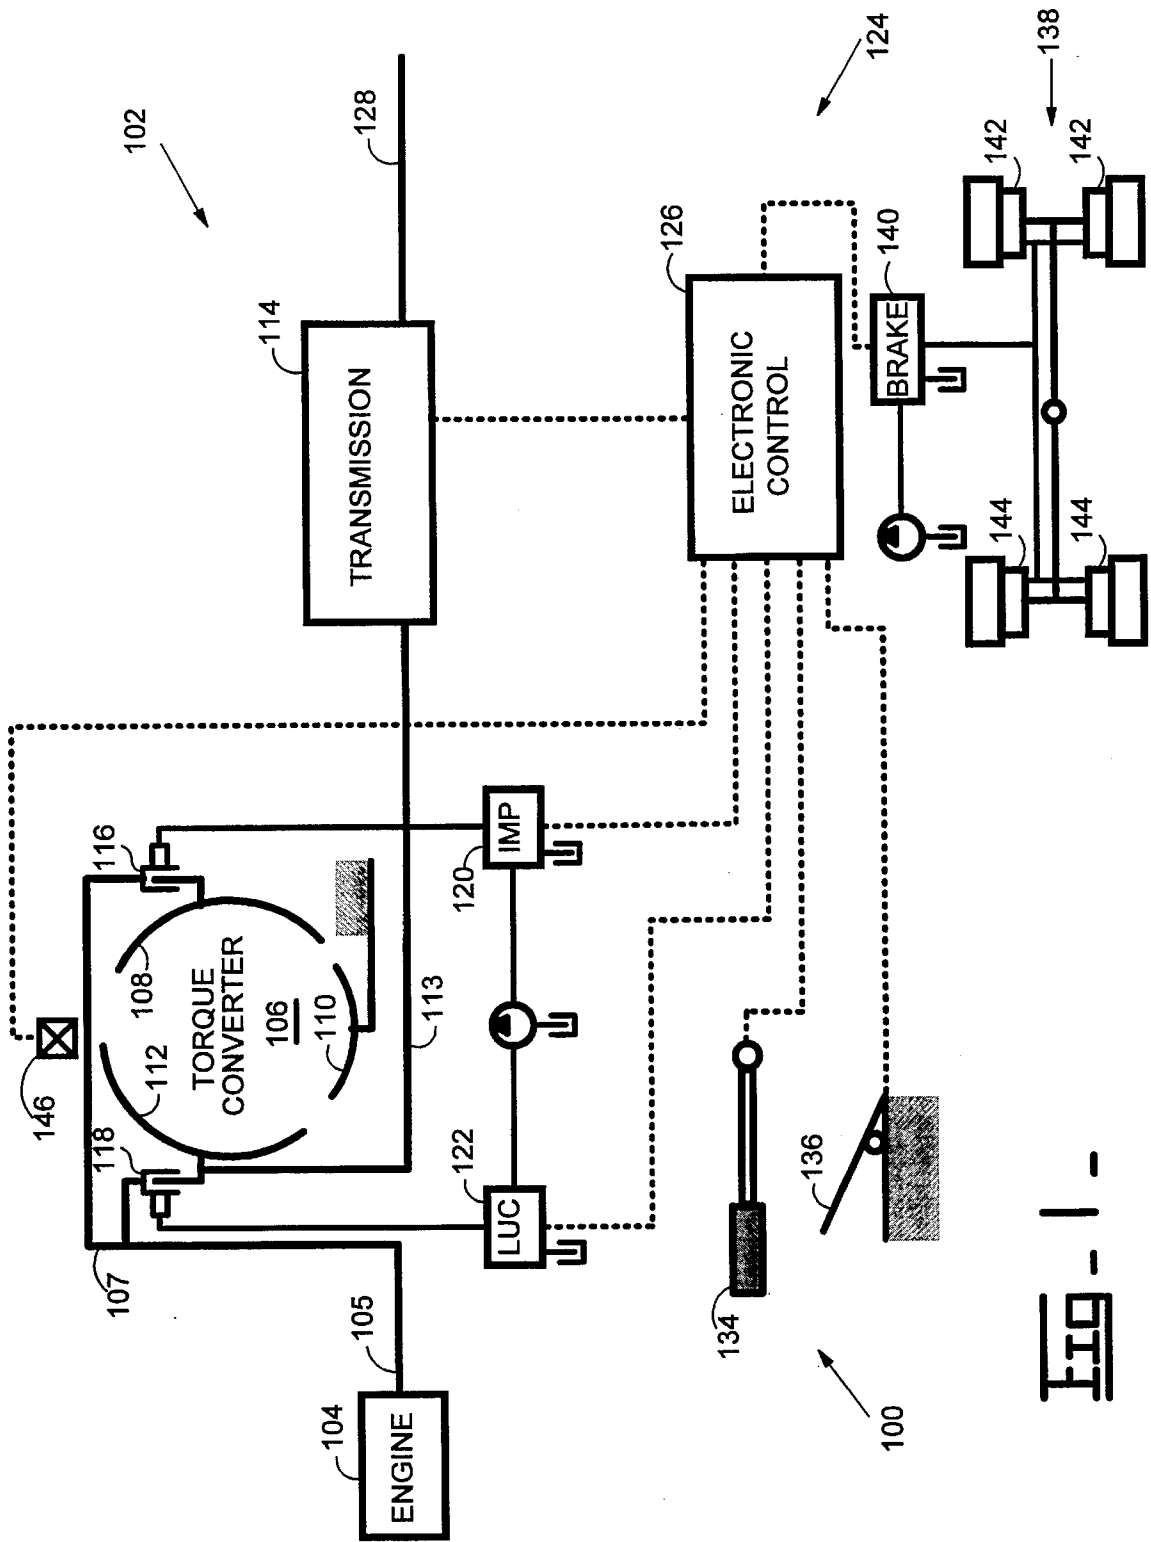 102
128
114
TRANSMISSION
146
107
118
112
108
116
TORQUE
CONVERTER
106
110
113
105
104
ENGINE
122
LUC
120
IMP
126
ELECTRONIC
CONTROL
124
134
136
100
140
BRAKE
138
142
142
144
144
FIG-1-